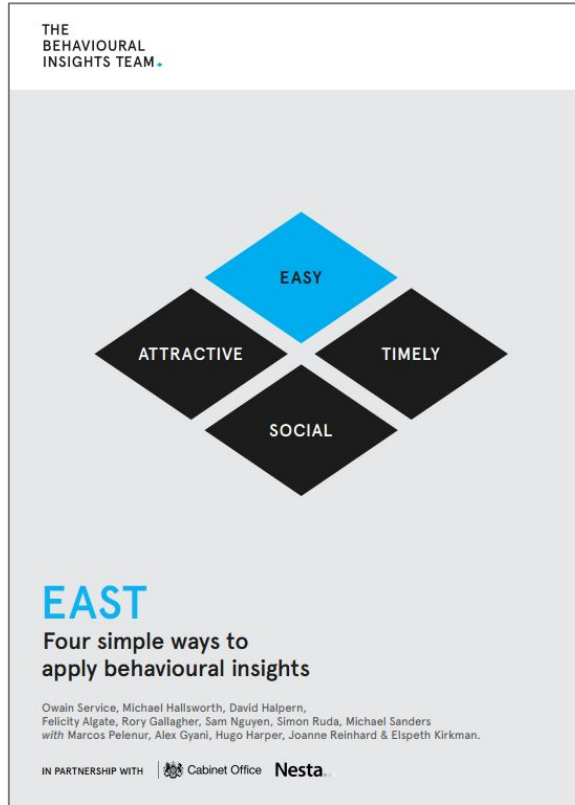 THE
BEHAVIOURAL
INSIGHTS TEAM.
EASY
ATTRACTIVE
TIMELY
SOCIAL
EAST
Four simple ways to
apply behavioural insights
Owain Service, Michael Hallsworth, David Halpern,
Felicity Algate, Rory Gallagher, Sam Nguyen, Simon Ruda, Michael Sanders
with Marcos Pelenur, Alex Gyani, Hugo Harper, Joanne Reinhard & Elspeth Kirkman.
IN PARTNERSHIP WITH Cabinet Office Nesta